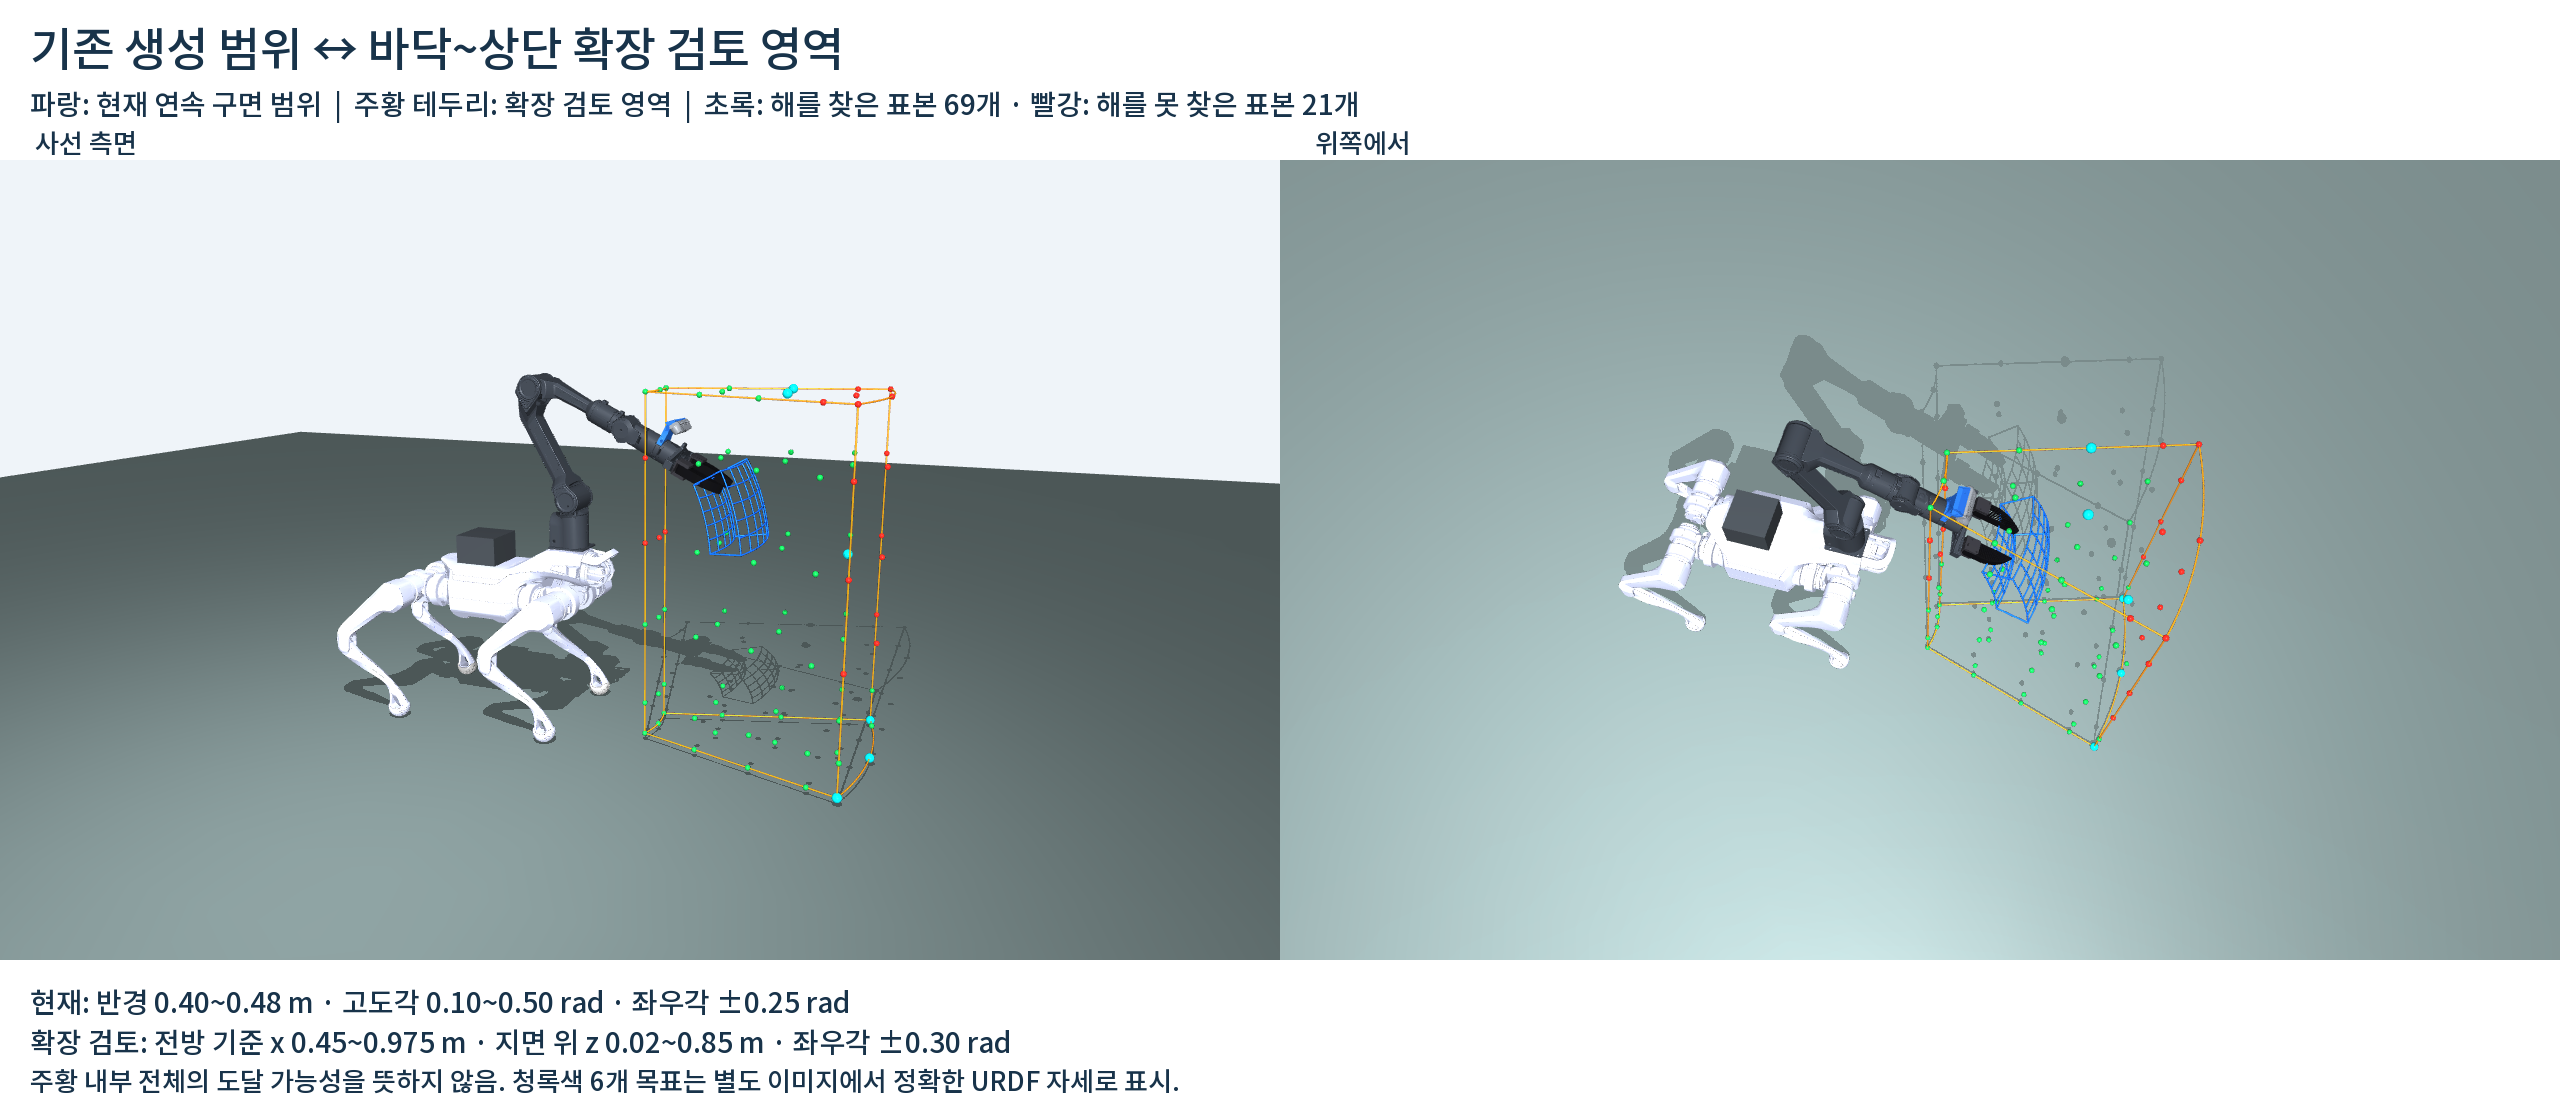 기존 생성 범위 ↔ 바닥~상단 확장 검토 영역
파랑: 현재 연속 구면 범위 | 주황 테두리: 확장 검토 영역 | 초록: 해를 찾은 표본 69개 · 빨강: 해를 못 찾은 표본 21개
사선 측면
위쪽에서
현재: 반경 0.40~0.48 m · 고도각 0.10~0.50 rad · 좌우각 ±0.25 rad
확장 검토: 전방 기준 x 0.45~0.975 m · 지면 위 z 0.02~0.85 m · 좌우각 ±0.30 rad
주황 내부 전체의 도달 가능성을 뜻하지 않음. 청록색 6개 목표는 별도 이미지에서 정확한 URDF 자세로 표시.